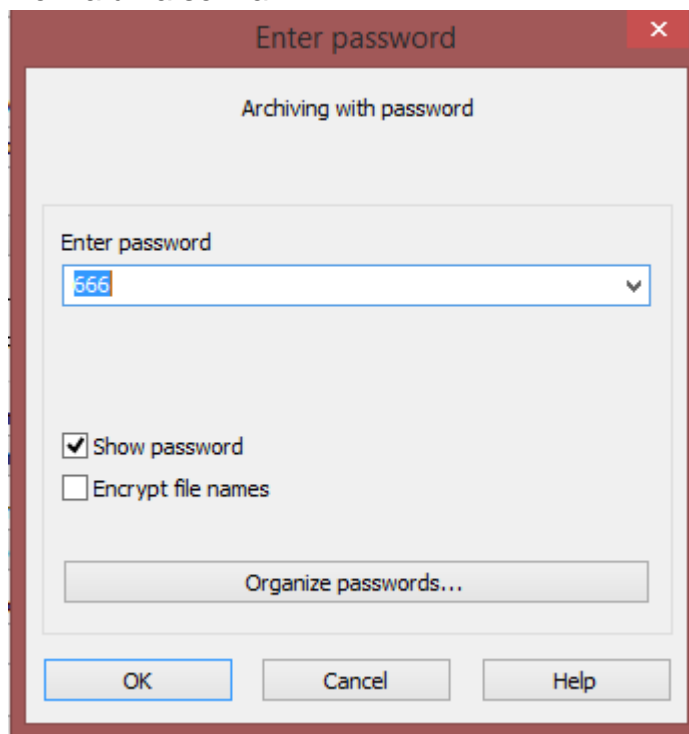 Enter password
Archiving with password
Enter password
666
Show password
Encrypt file names
Organize passwords...
OK
Cancel
Help